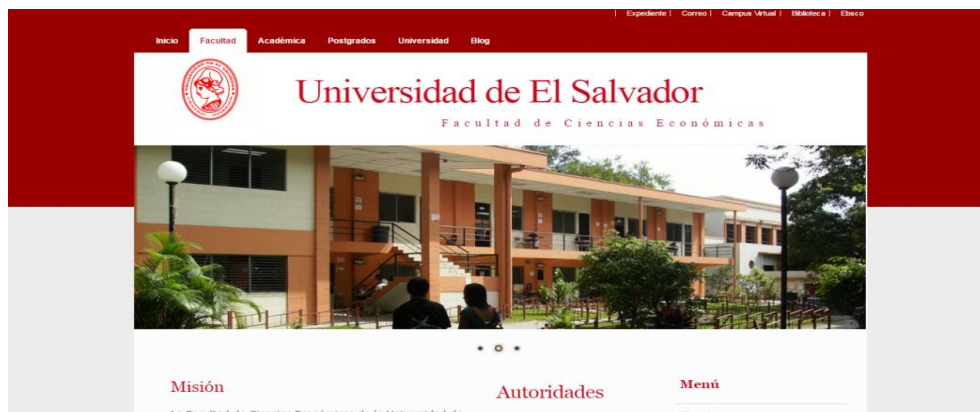 | Expediente | Correo | Campus Virtual | Biblioteca | Ebsco
Inicio Facultad Académica Postgrados Universidad Blog
Universidad de El Salvador
Facultad de Ciencias Económicas
Misión
Autoridades
Menú